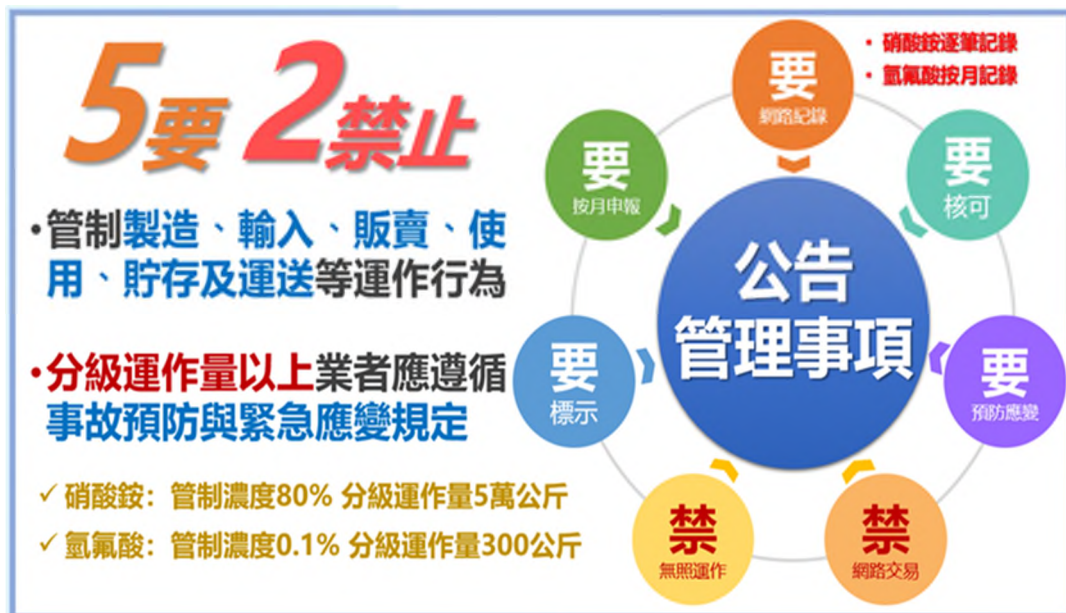 5要 2禁止
•管制製造、輸入、販賣、使
用、貯存及運送等運作行為
•分級運作量以上業者應遵循
事故預防與緊急應變規定
✓硝酸銨：管制濃度80% 分級運作量5萬公斤
✓氫氟酸：管制濃度0.1% 分級運作量300公斤
公告
管理事項
要
網路紀錄
• 硝酸銨逐筆記錄
• 氫氟酸按月記錄
要
核可
要
預防應變
禁
網路交易
禁
無照運作
要
標示
要
按月申報